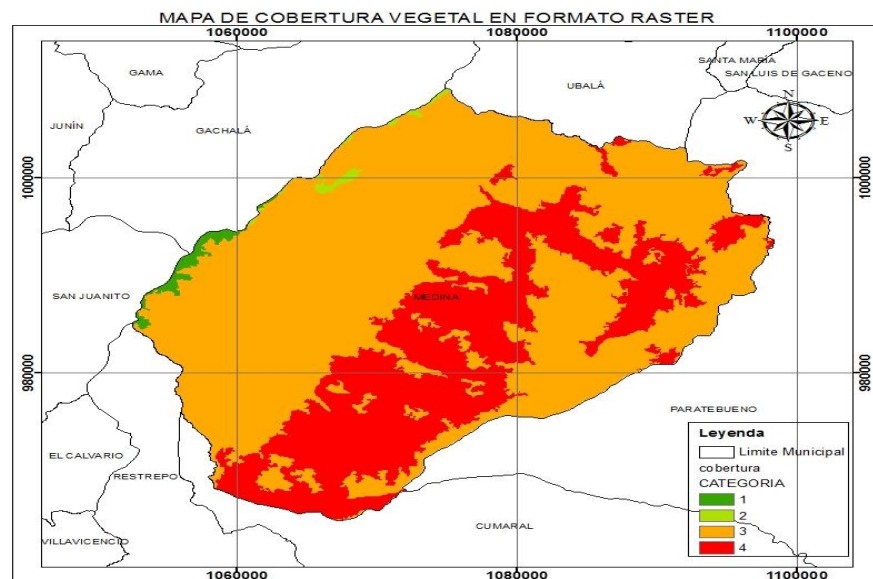 MAPA DE COBERTURA VEGETAL EN FORMATO RASTER
1060000 1080000 1100000
SANTA MARÍA
GAMA
SAN LUIS DE GACENO
UBALÁ
N
JUNÍN
GACHALÁ
W E
S
1000000 1000000
SAN JUANITO
MEDINA
980000 980000
PARATEBUENO
Leyenda
Limite Municipal
cobertura
CATEGORIA
1
2
3
4
EL CALVARIO
RESTREPO
CUMARAL
VILLAVICENCIO
1060000 1080000 1100000